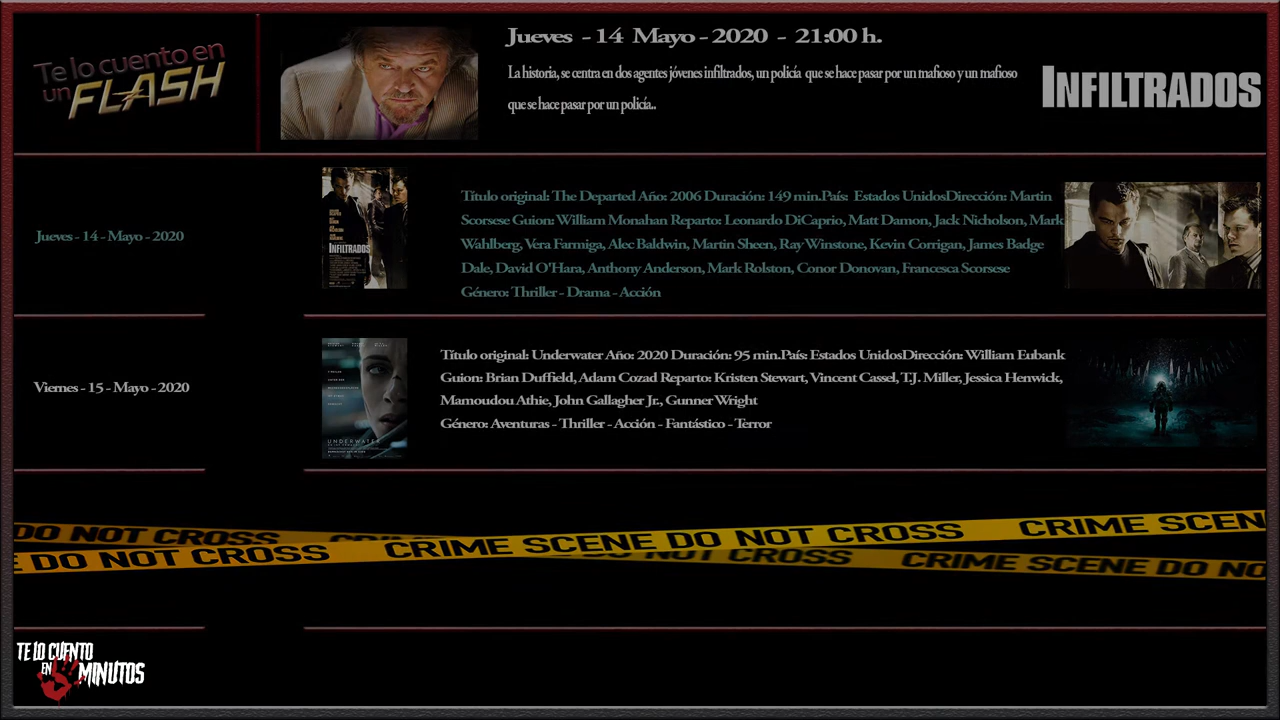 Te lo cuento en
un FLASH
Jueves - 14 Mayo - 2020 - 21:00 h.
La historia, se centra en dos agentes jóvenes infiltrados, un policía que se hace pasar por un mafioso y un mafioso
que se hace pasar por un policía..
INFILTRADOS
Jueves - 14 - Mayo - 2020
INFILTRADOS
Título original: The Departed Año: 2006 Duración: 149 min.País: Estados UnidosDirección: Martin
Scorsese Guion: William Monahan Reparto: Leonardo DiCaprio, Matt Damon, Jack Nicholson, Mark
Wahlberg, Vera Farmiga, Alec Baldwin, Martin Sheen, Ray Winstone, Kevin Corrigan, James Badge
Dale, David O'Hara, Anthony Anderson, Mark Rolston, Conor Donovan, Francesca Scorsese
Género: Thriller - Drama - Acción
Viernes - 15 - Mayo - 2020
UNDERWATER
Título original: Underwater Año: 2020 Duración: 95 min.País: Estados UnidosDirección: William Eubank
Guion: Brian Duffield, Adam Cozad Reparto: Kristen Stewart, Vincent Cassel, T.J. Miller, Jessica Henwick,
Mamoudou Athie, John Gallagher Jr., Gunner Wright
Género: Aventuras - Thriller - Acción - Fantástico - Terror
DO NOT CROSS
E DO NOT CROSS CRIME SCENE DO NOT CROSS CRIME SCEN
NOT CROSS CRIME SCENE DO NO
TE LO CUENTO
EN
MINUTOS